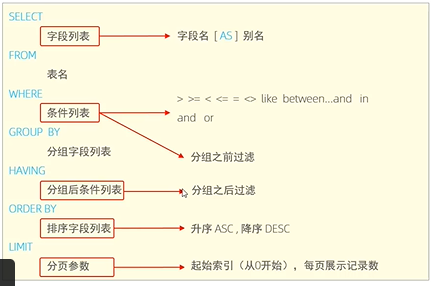 SELECT
字段列表 字段名 [ AS ] 别名
FROM
表名
WHERE
条件列表 > >= < <= = <> like between...and in
and or
GROUP BY
分组字段列表 分组之前过滤
HAVING
分组后条件列表 分组之后过滤
ORDER BY
排序字段列表 升序 ASC , 降序 DESC
LIMIT
分页参数 起始索引（从0开始），每页展示记录数